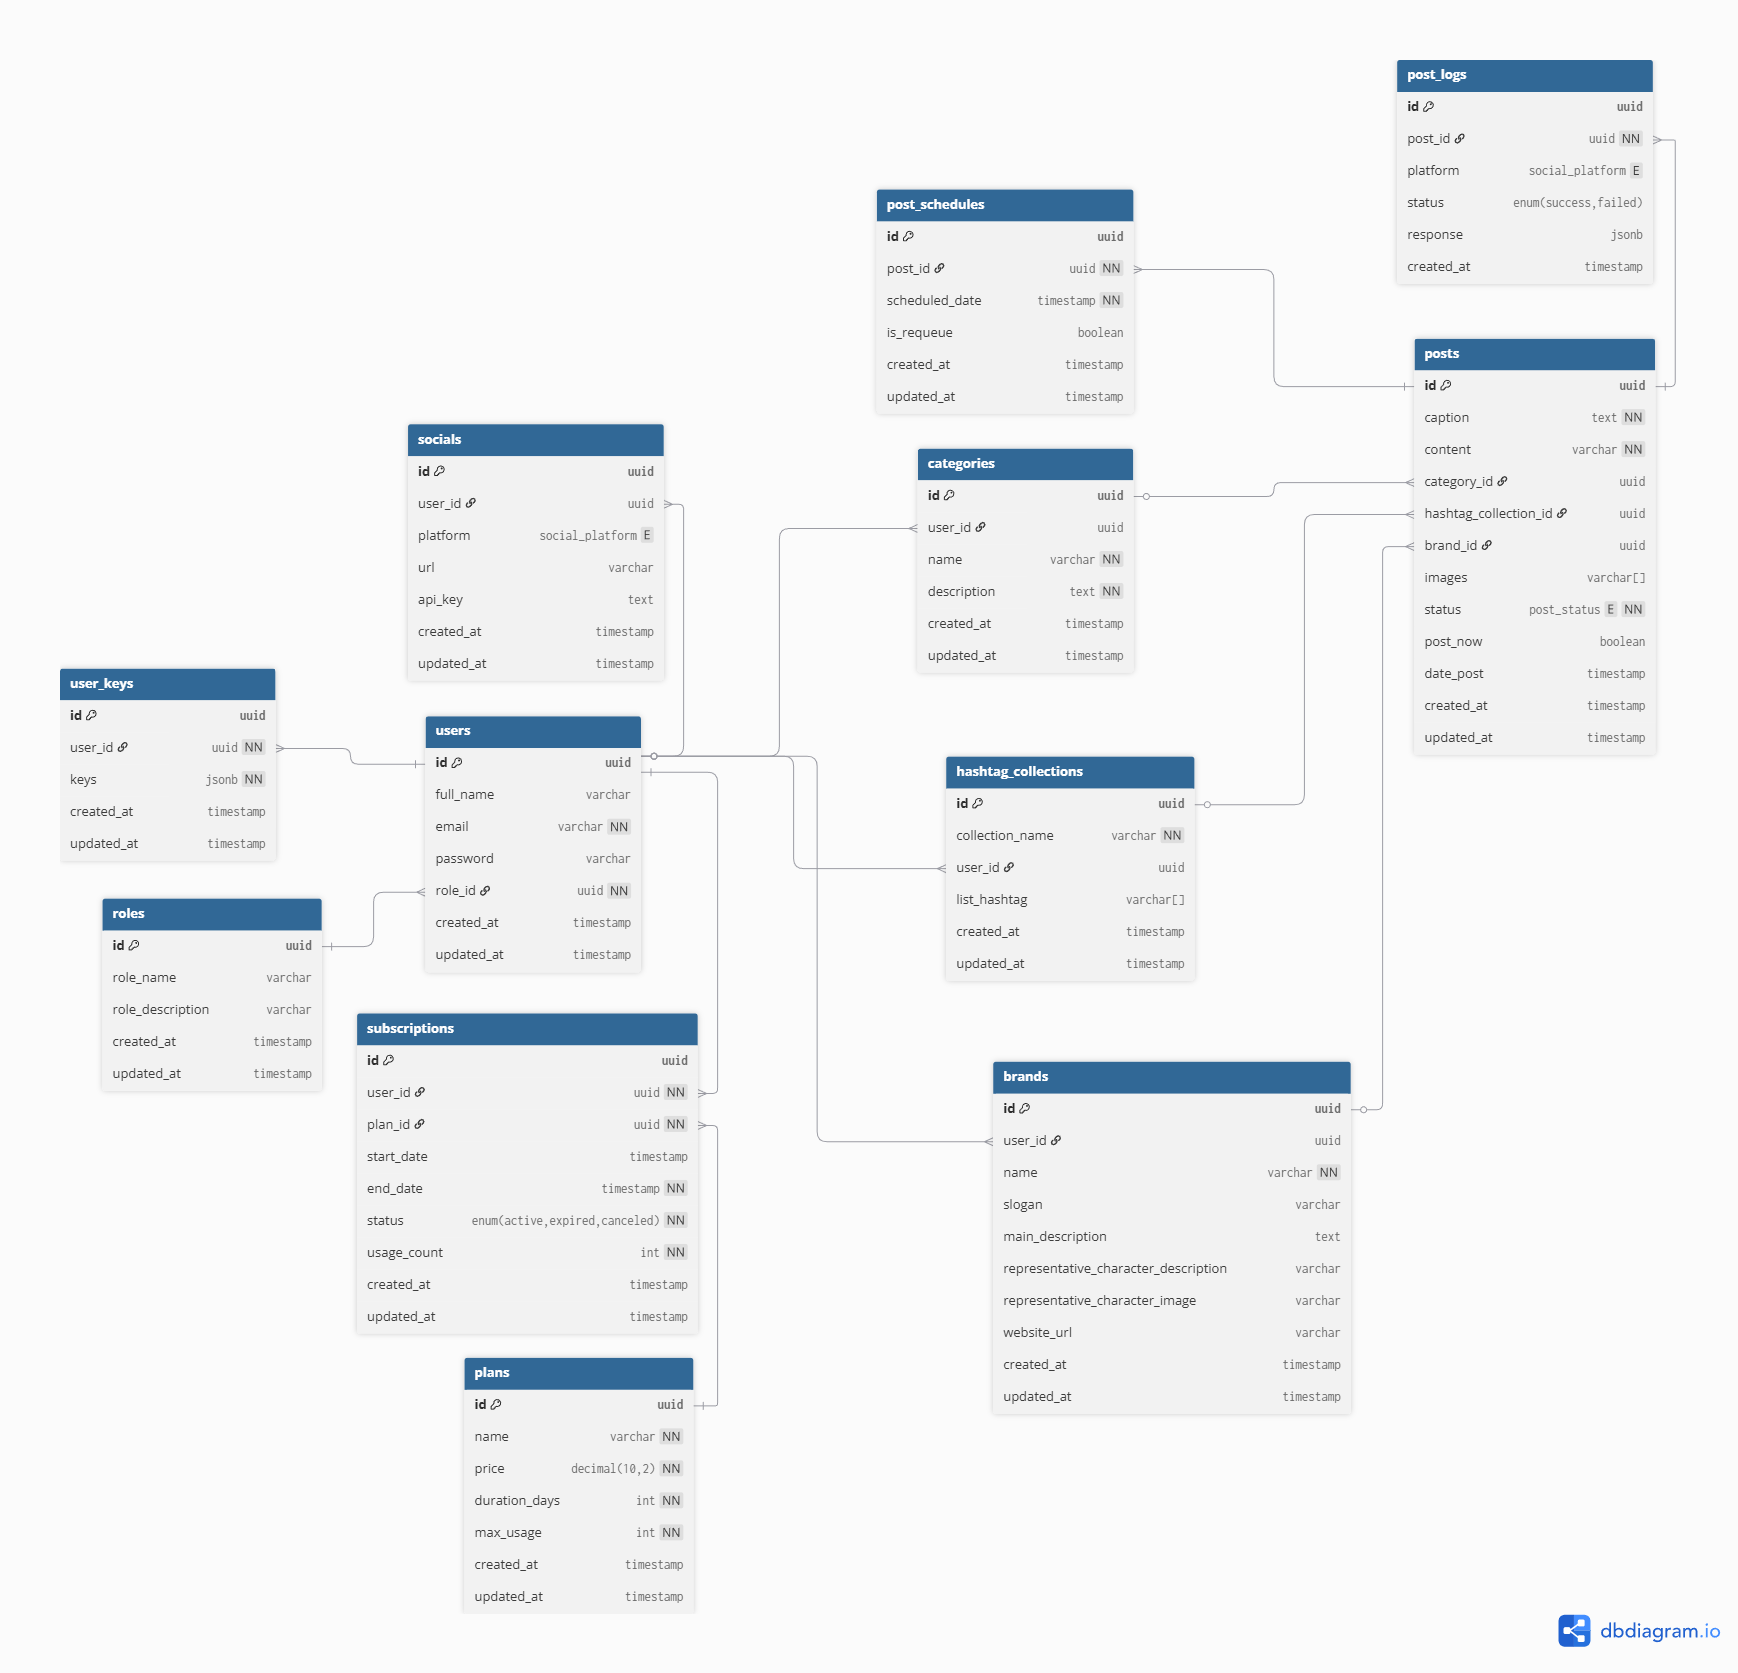 post_logs
id uuid
post_id uuid NN
platform social_platform E
status enum(success,failed)
response jsonb
created_at timestamp
post_schedules
id uuid
post_id uuid NN
scheduled_date timestamp NN
is_requeue boolean
created_at timestamp
updated_at timestamp
posts
id uuid
caption text NN
content varchar NN
category_id uuid
hashtag_collection_id uuid
brand_id uuid
images varchar[]
status post_status E NN
post_now boolean
date_post timestamp
created_at timestamp
updated_at timestamp
socials
id uuid
user_id uuid
platform social_platform E
url varchar
api_key text
created_at timestamp
updated_at timestamp
categories
id uuid
user_id uuid
name varchar NN
description text NN
created_at timestamp
updated_at timestamp
user_keys
id uuid
user_id uuid NN
keys jsonb NN
created_at timestamp
updated_at timestamp
users
id uuid
full_name varchar
email varchar NN
password varchar
role_id uuid NN
created_at timestamp
updated_at timestamp
hashtag_collections
id uuid
collection_name varchar NN
user_id uuid
list_hashtag varchar[]
created_at timestamp
updated_at timestamp
roles
id uuid
role_name varchar
role_description varchar
created_at timestamp
updated_at timestamp
subscriptions
id uuid
user_id uuid NN
plan_id uuid NN
start_date timestamp
end_date timestamp NN
status enum(active,expired,canceled) NN
usage_count int NN
created_at timestamp
updated_at timestamp
brands
id uuid
user_id uuid
name varchar NN
slogan varchar
main_description text
representative_character_description varchar
representative_character_image varchar
website_url varchar
created_at timestamp
updated_at timestamp
plans
id uuid
name varchar NN
price decimal(10,2) NN
duration_days int NN
max_usage int NN
created_at timestamp
updated_at timestamp
dbdiagram.io